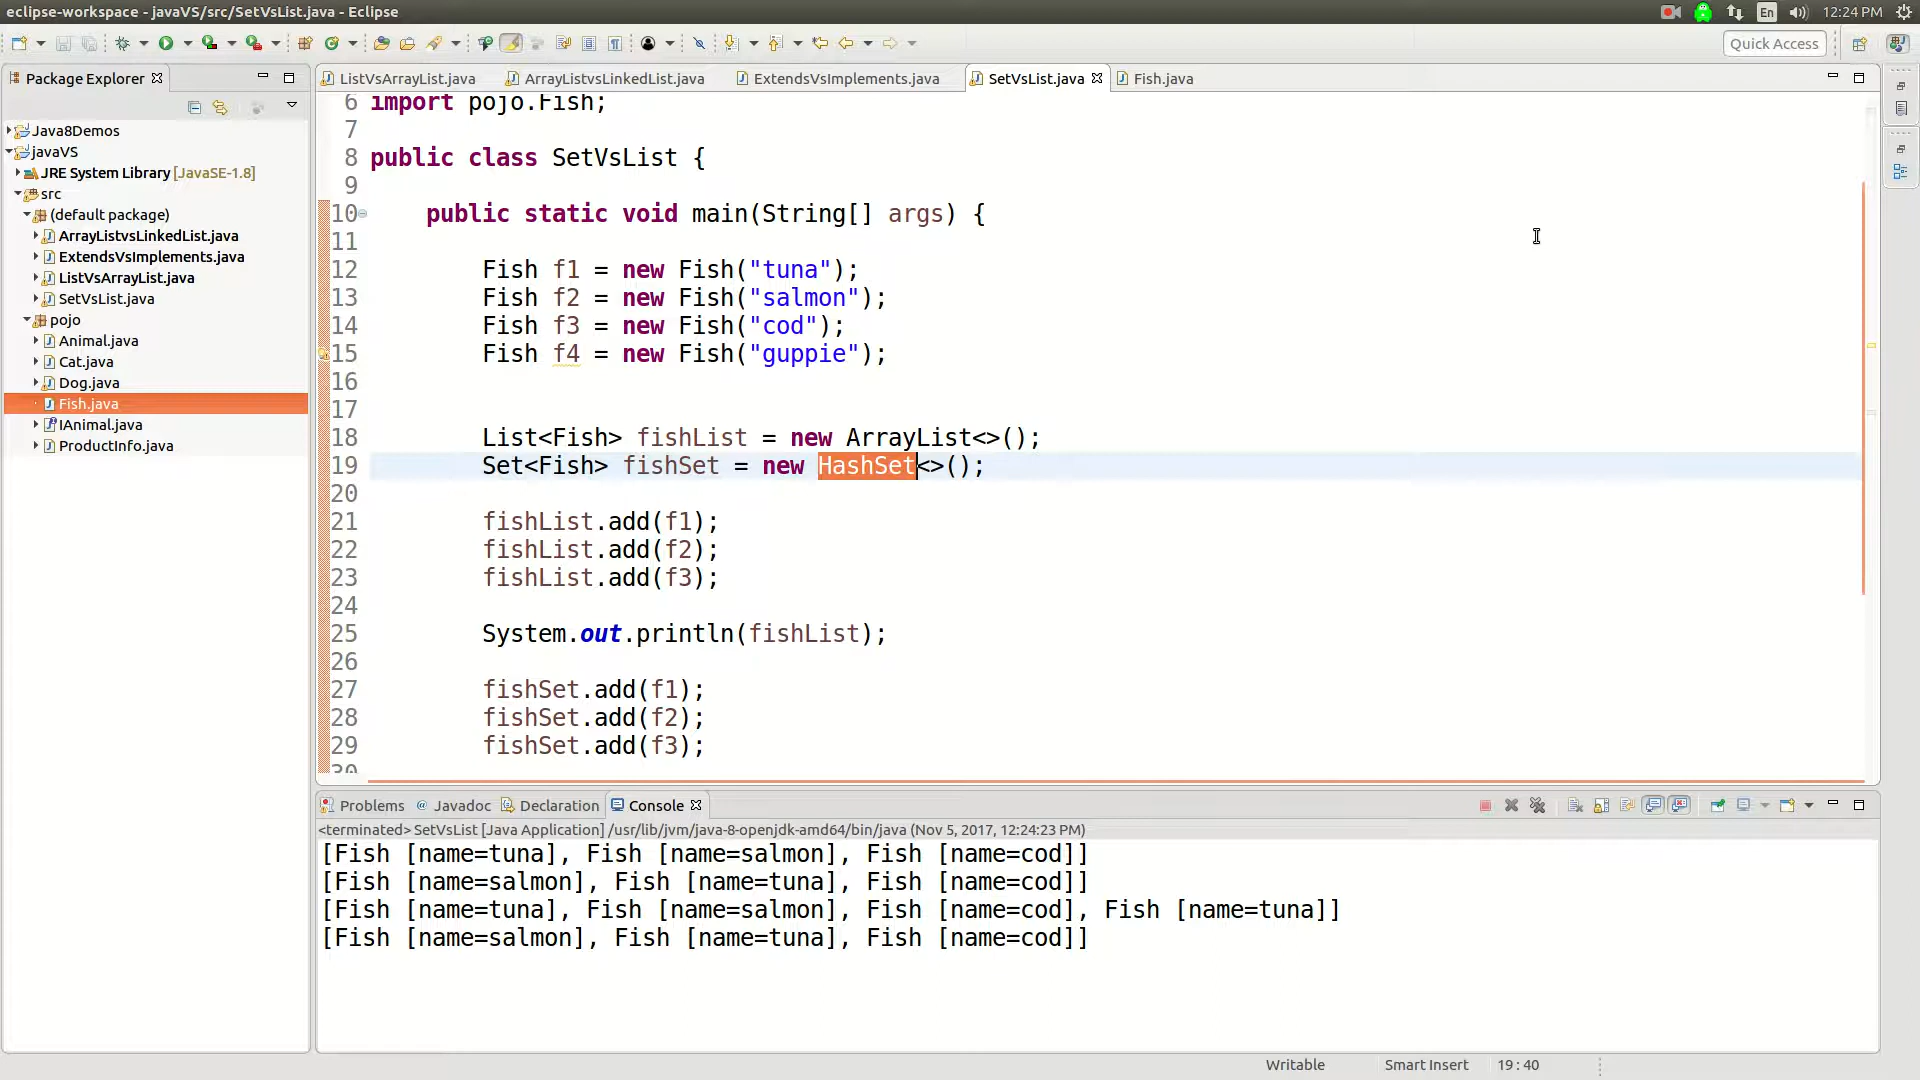 eclipse-workspace - javaVS/src/SetVsList.java - Eclipse
En
12:24 PM
Quick Access
Package Explorer
ListVsArrayList.java
ArrayListvsLinkedList.java
ExtendsVsImplements.java
SetVsList.java
Fish.java
Java8Demos
javaVS
JRE System Library [JavaSE-1.8]
src
(default package)
ArrayListvsLinkedList.java
ExtendsVsImplements.java
ListVsArrayList.java
SetVsList.java
pojo
Animal.java
Cat.java
Dog.java
Fish.java
IAnimal.java
ProductInfo.java
6 import pojo.Fish;
7
8 public class SetVsList {
9
10 public static void main(String[] args) {
11
12 Fish f1 = new Fish("tuna");
13 Fish f2 = new Fish("salmon");
14 Fish f3 = new Fish("cod");
15 Fish f4 = new Fish("guppie");
16
17
18 List<Fish> fishList = new ArrayList<>();
19 Set<Fish> fishSet = new HashSet<>();
20
21 fishList.add(f1);
22 fishList.add(f2);
23 fishList.add(f3);
24
25 System.out.println(fishList);
26
27 fishSet.add(f1);
28 fishSet.add(f2);
29 fishSet.add(f3);
30
Problems
Javadoc
Declaration
Console
<terminated> SetVsList [Java Application] /usr/lib/jvm/java-8-openjdk-amd64/bin/java (Nov 5, 2017, 12:24:23 PM)
[Fish [name=tuna], Fish [name=salmon], Fish [name=cod]]
[Fish [name=salmon], Fish [name=tuna], Fish [name=cod]]
[Fish [name=tuna], Fish [name=salmon], Fish [name=cod], Fish [name=tuna]]
[Fish [name=salmon], Fish [name=tuna], Fish [name=cod]]
Writable
Smart Insert
19 : 40